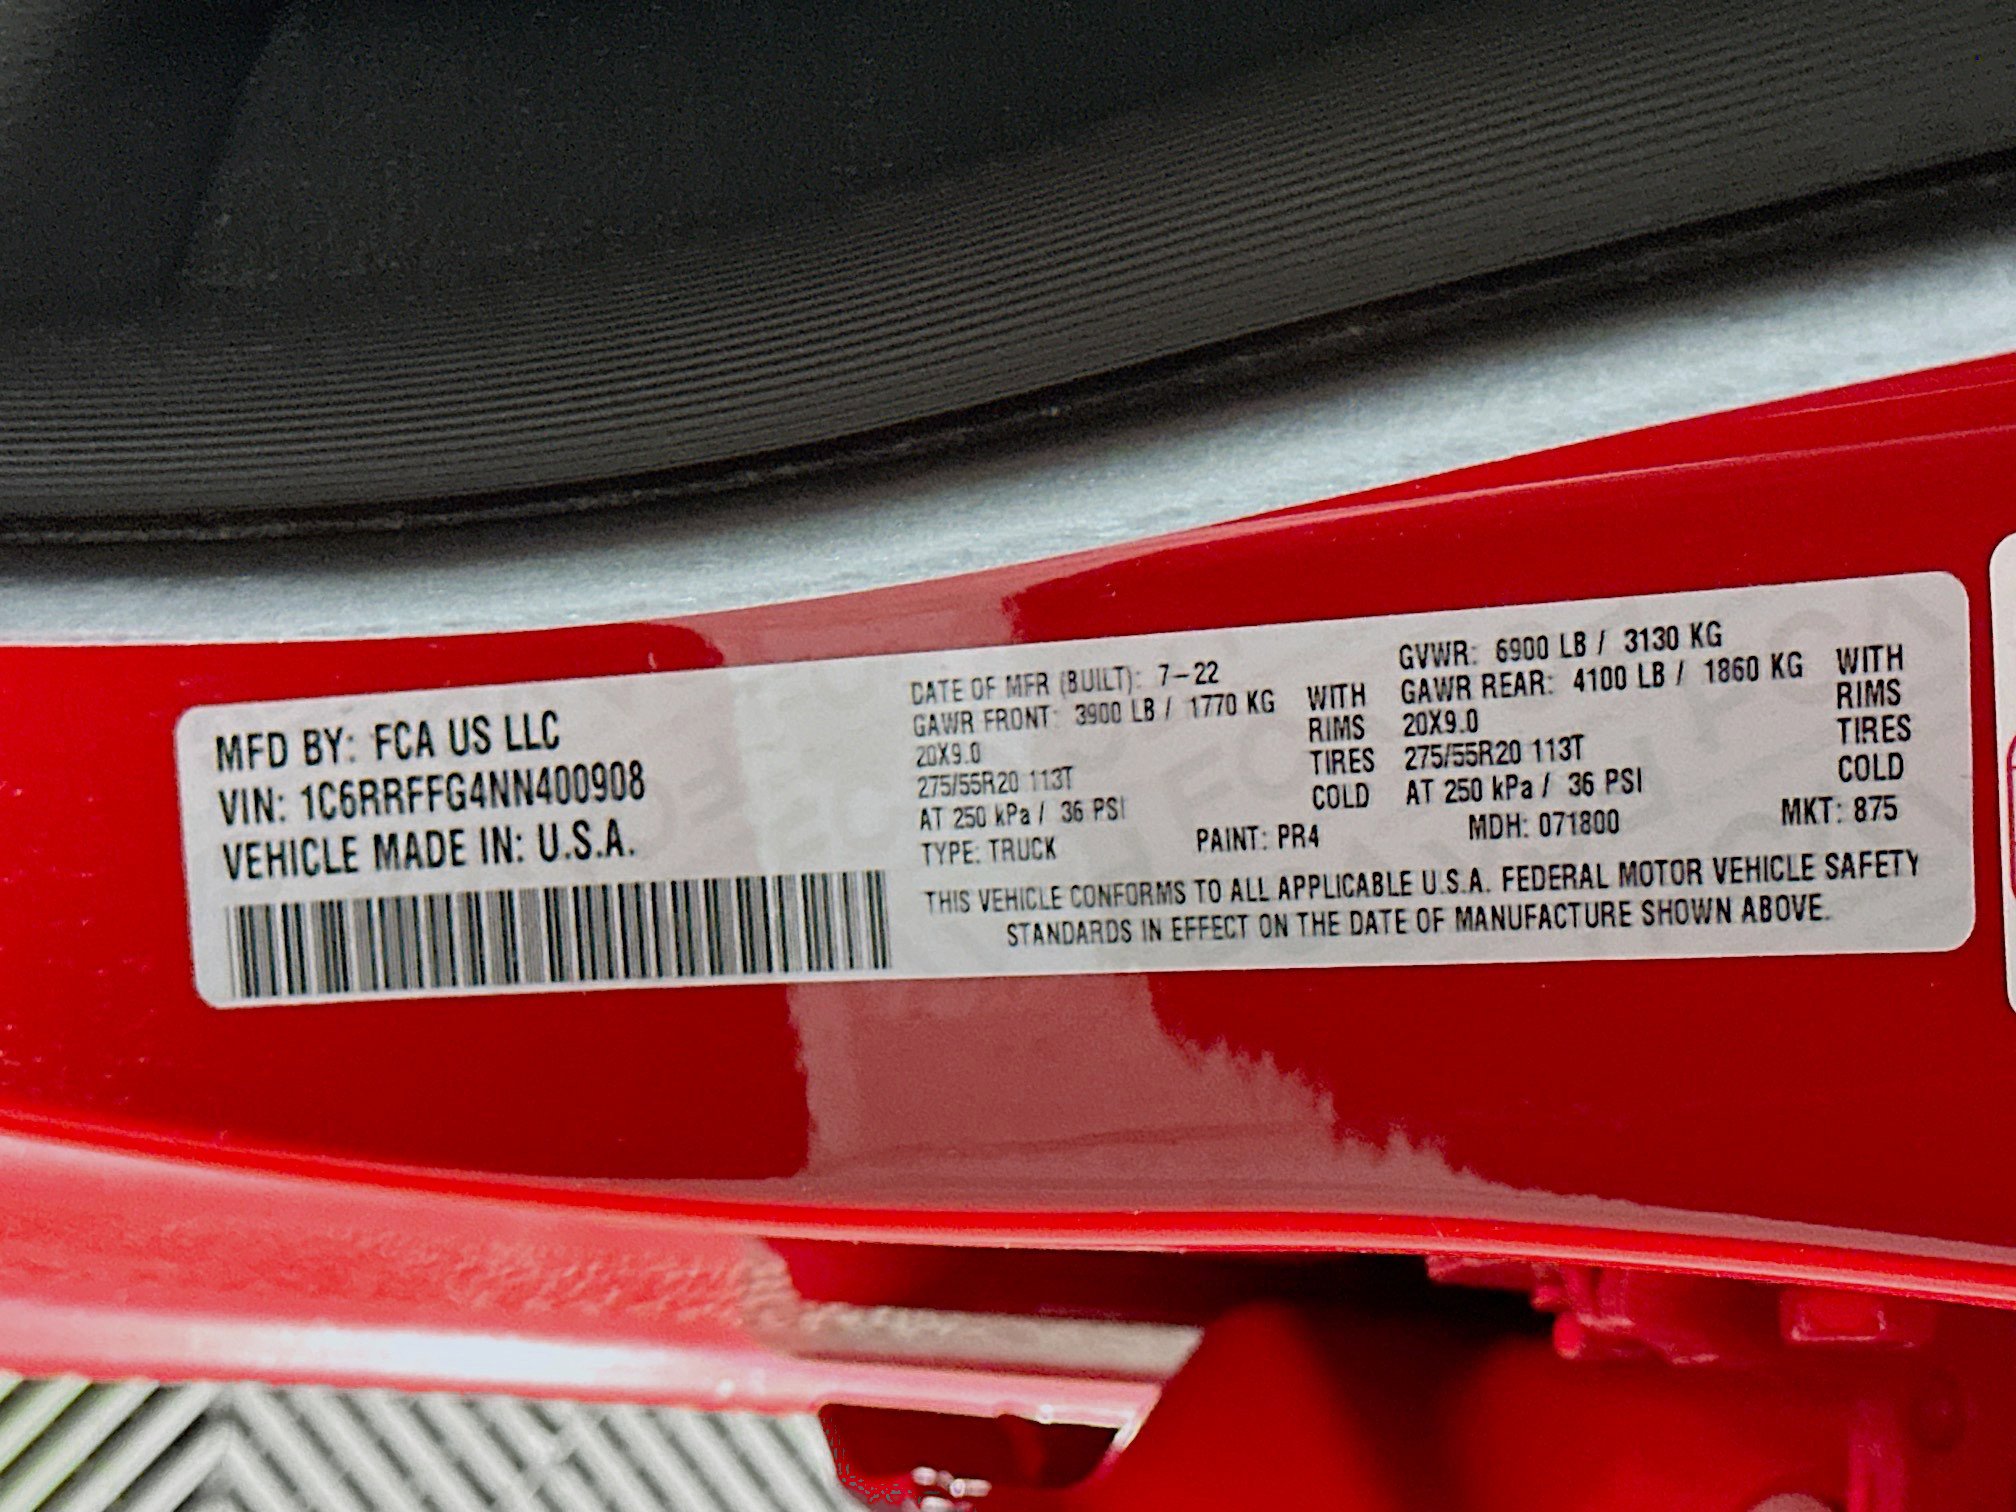 MFD BY: FCA US LLC
VIN: 1C6RRFFG4NN400908
VEHICLE MADE IN: U.S.A.
DATE OF MFR (BUILT): 7-22
GAWR FRONT: 3900 LB / 1770 KG WITH
20X9.0 RIMS
275/55R20 113T TIRES
AT 250 kPa / 36 PSI COLD
GVWR: 6900 LB / 3130 KG
GAWR REAR: 4100 LB / 1860 KG WITH
20X9.0 RIMS
275/55R20 113T TIRES
AT 250 kPa / 36 PSI COLD
TYPE: TRUCK PAINT: PR4 MDH: 071800 MKT: 875
THIS VEHICLE CONFORMS TO ALL APPLICABLE U.S.A. FEDERAL MOTOR VEHICLE SAFETY
STANDARDS IN EFFECT ON THE DATE OF MANUFACTURE SHOWN ABOVE.